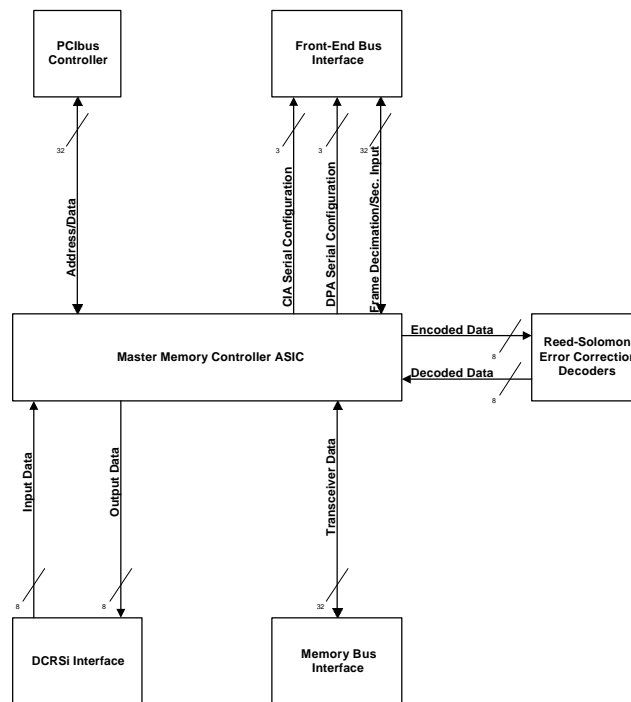 PCIbus
Controller
Front-End Bus
Interface
32
3
3
32
Address/Data
CIA Serial Configuration
DPA Serial Configuration
Frame Decimation/Sec. Input
Master Memory Controller ASIC
Encoded Data
8
Decoded Data
8
Reed-Solomon
Error Correction
Decoders
Input Data
Output Data
Transceiver Data
8
8
32
DCRSi Interface
Memory Bus
Interface